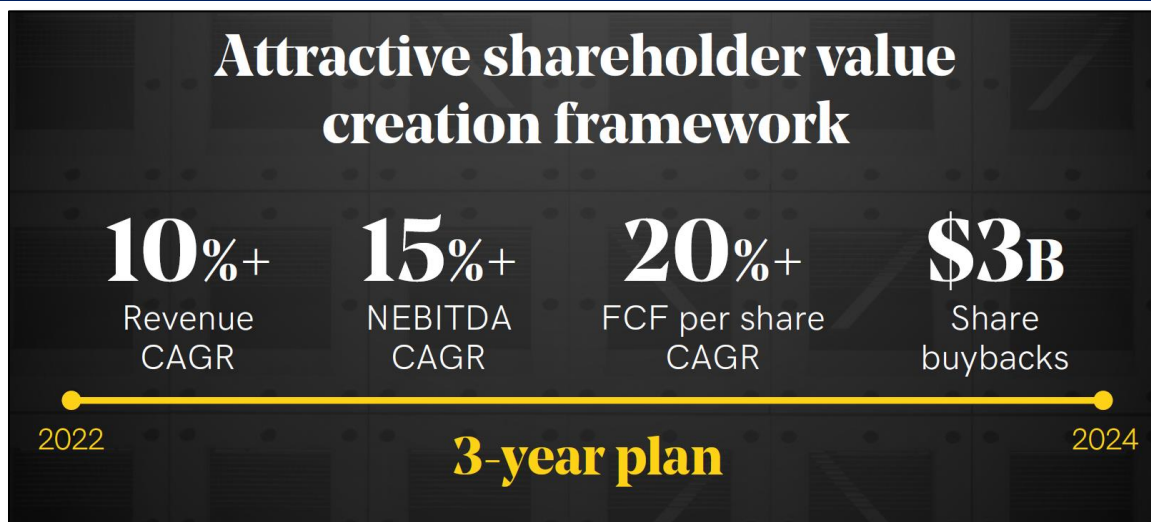 Attractive shareholder value
creation framework
10%+
Revenue
CAGR
15%+
NEBITDA
CAGR
20%+
FCF per share
CAGR
$3B
Share
buybacks
2022
3-year plan
2024